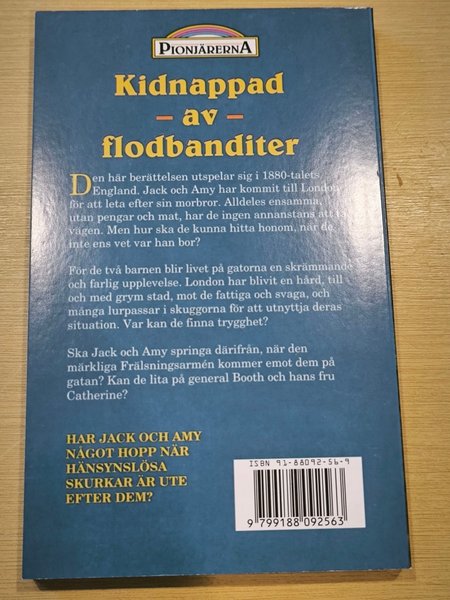 PIONJÄRERNA
Kidnappad
– av –
flodbanditer
Den här berättelsen utspelar sig i 1880-talets
England. Jack och Amy har kommit till London
för att leta efter sin morbror. Alldeles ensamma,
utan pengar och mat, har de ingen annanstans att ta
vägen. Men hur ska de kunna hitta honom, när de
inte ens vet var han bor?
För de två barnen blir livet på gatorna en skrämmande
och farlig upplevelse. London har blivit en hård, till
och med grym stad, mot de fattiga och svaga, och
många lurpassar i skuggorna för att utnyttja deras
situation. Var kan de finna trygghet?
Ska Jack och Amy springa därifrån, när den
märkliga Frälsningsarmén kommer emot dem på
gatan? Kan de lita på general Booth och hans fru
Catherine?
HAR JACK OCH AMY
NÅGOT HOPP NÄR
HÄNSYNSLÖSA
SKURKAR ÄR UTE
EFTER DEM?
ISBN 91-88092-56-9
9 799188 092563